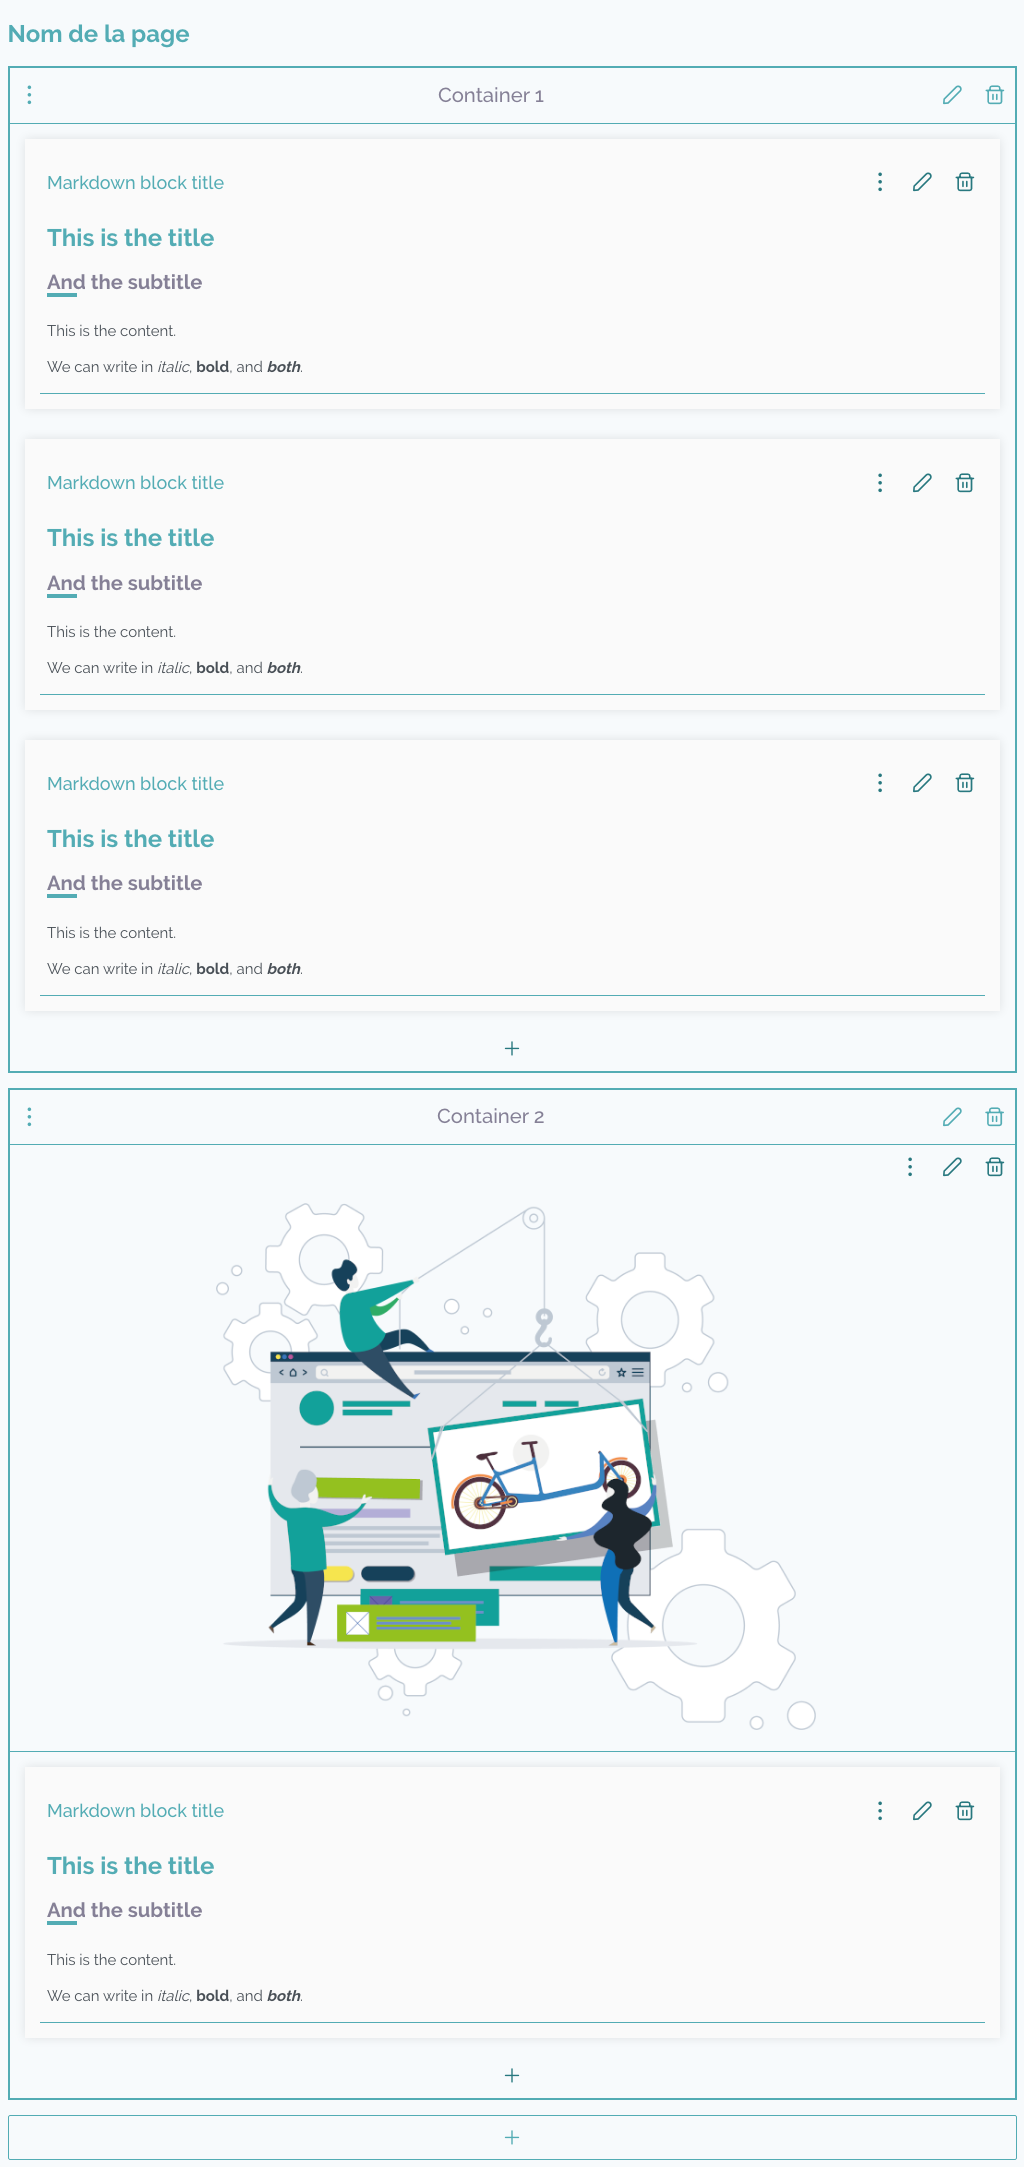 Nom de la page
Container 1
Markdown block title
This is the title
And the subtitle
This is the content.
We can write in italic, bold, and both.
Markdown block title
This is the title
And the subtitle
This is the content.
We can write in italic, bold, and both.
Markdown block title
This is the title
And the subtitle
This is the content.
We can write in italic, bold, and both.
Container 2
Markdown block title
This is the title
And the subtitle
This is the content.
We can write in italic, bold, and both.